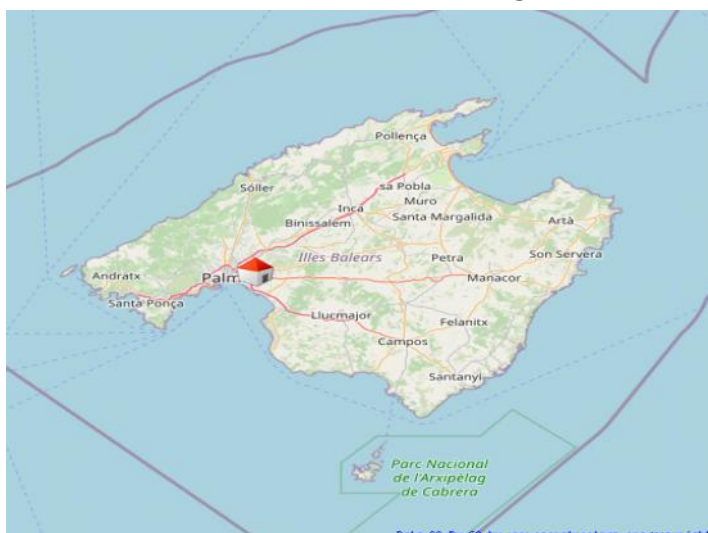 Pollença
sa Pobla
Sóller
Muro
Inca
Santa Margalida
Binissalem
Artà
Illes Balears
Petra
Son Servera
Andratx
Palm
Manacor
Santa Ponça
Llucmajor
Felanitx
Campos
Santanyí
Parc Nacional
de l'Arxipèlag
de Cabrera